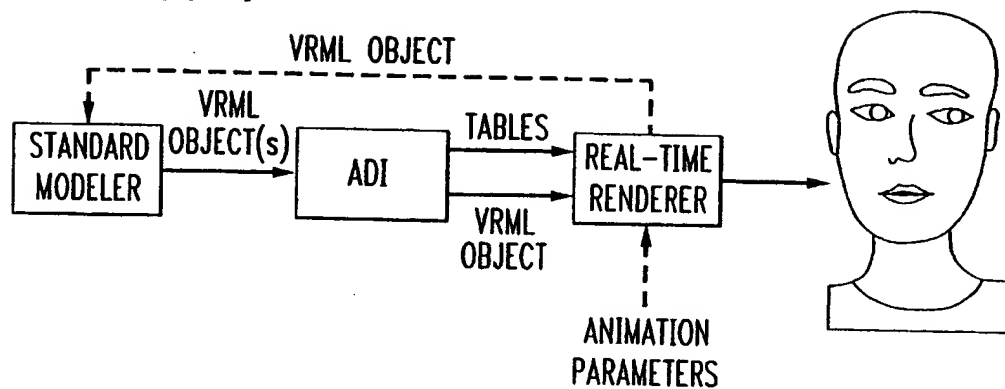 VRML OBJECT
VRML
OBJECT(s)
STANDARD
MODELER
ADI
TABLES
VRML
OBJECT
REAL-TIME
RENDERER
ANIMATION
PARAMETERS